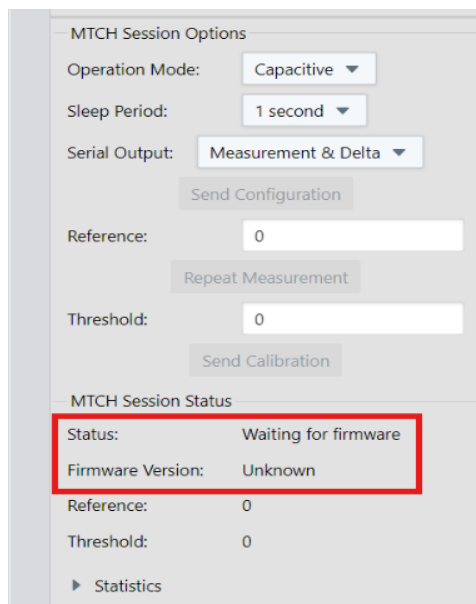 MTCH Session Options
Operation Mode: Capacitive
Sleep Period: 1 second
Serial Output: Measurement & Delta
Send Configuration
Reference: 0
Repeat Measurement
Threshold: 0
Send Calibration
MTCH Session Status
Status: Waiting for firmware
Firmware Version: Unknown
Reference: 0
Threshold: 0
Statistics